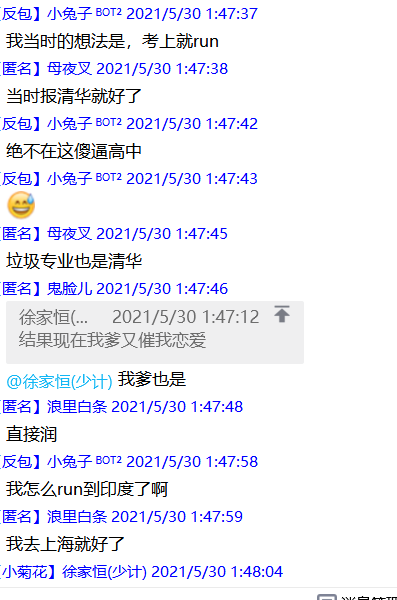 [反包】小兔子 BOT2 2021/5/30 1:47:37
我当时的想法是，考上就run
[匿名】母夜叉 2021/5/30 1:47:38
当时报清华就好了
[反包】小兔子 BOT2 2021/5/30 1:47:42
绝不在这傻逼高中
[反包】小兔子 BOT2 2021/5/30 1:47:43
[匿名】母夜叉 2021/5/30 1:47:45
垃圾专业也是清华
[匿名】鬼脸儿 2021/5/30 1:47:46
徐家恒(... 2021/5/30 1:47:12
结果现在我爹又催我恋爱
@徐家恒(少计) 我爹也是
[匿名】浪里白条 2021/5/30 1:47:48
直接润
[反包】小兔子 BOT2 2021/5/30 1:47:58
我怎么run到印度了啊
[匿名】浪里白条 2021/5/30 1:47:59
我去上海就好了
[小菊花】徐家恒(少计) 2021/5/30 1:48:04